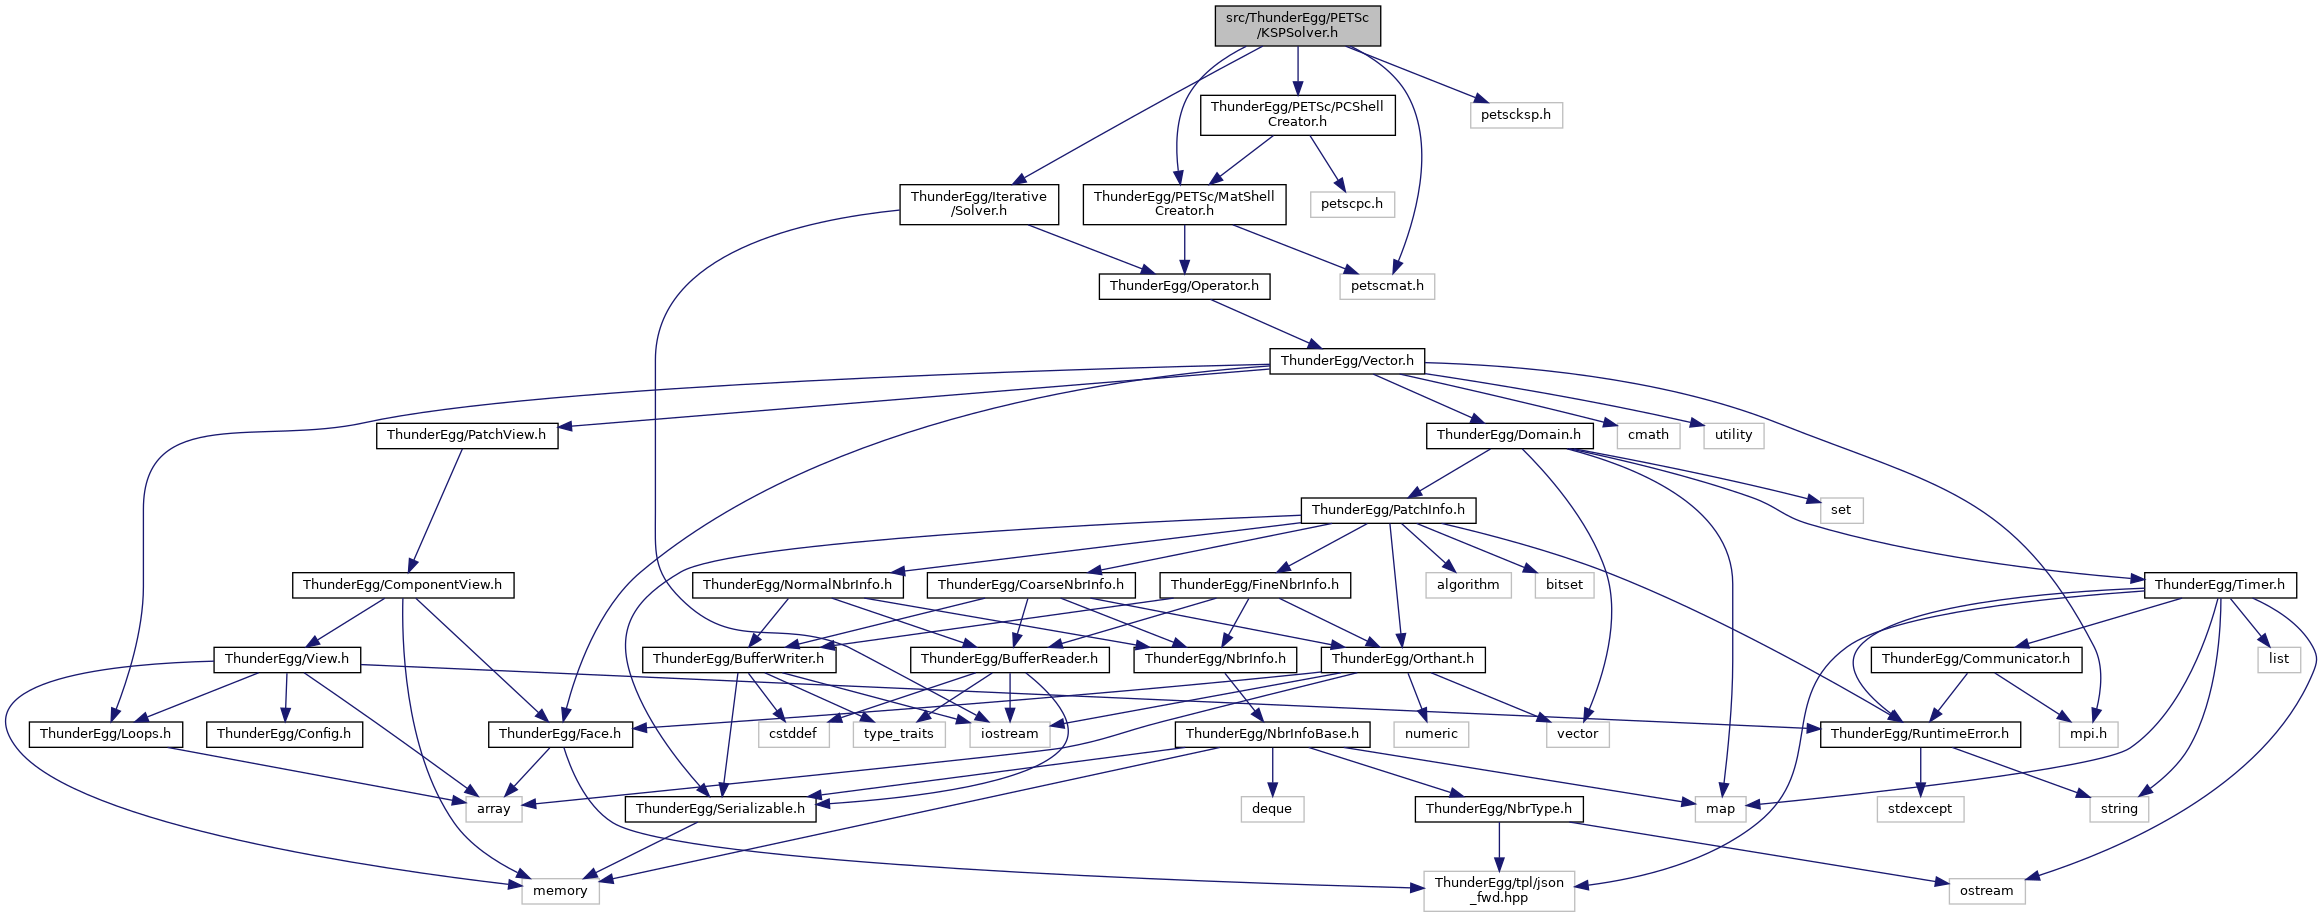 src/ThunderEgg/PETSc
/KSPSolver.h
ThunderEgg/PETSc/PCShell
Creator.h
petscksp.h
ThunderEgg/Iterative
/Solver.h
ThunderEgg/PETSc/MatShell
Creator.h
petscpc.h
ThunderEgg/Operator.h
petscmat.h
ThunderEgg/Vector.h
ThunderEgg/PatchView.h
ThunderEgg/Domain.h
cmath
utility
ThunderEgg/PatchInfo.h
set
ThunderEgg/ComponentView.h
ThunderEgg/NormalNbrInfo.h
ThunderEgg/CoarseNbrInfo.h
ThunderEgg/FineNbrInfo.h
algorithm
bitset
ThunderEgg/Timer.h
ThunderEgg/View.h
ThunderEgg/BufferWriter.h
ThunderEgg/BufferReader.h
ThunderEgg/NbrInfo.h
ThunderEgg/Orthant.h
ThunderEgg/Communicator.h
list
ThunderEgg/Loops.h
ThunderEgg/Config.h
ThunderEgg/Face.h
cstddef
type_traits
iostream
ThunderEgg/NbrInfoBase.h
numeric
vector
ThunderEgg/RuntimeError.h
mpi.h
array
ThunderEgg/Serializable.h
deque
ThunderEgg/NbrType.h
map
stdexcept
string
memory
ThunderEgg/tpl/json
_fwd.hpp
ostream